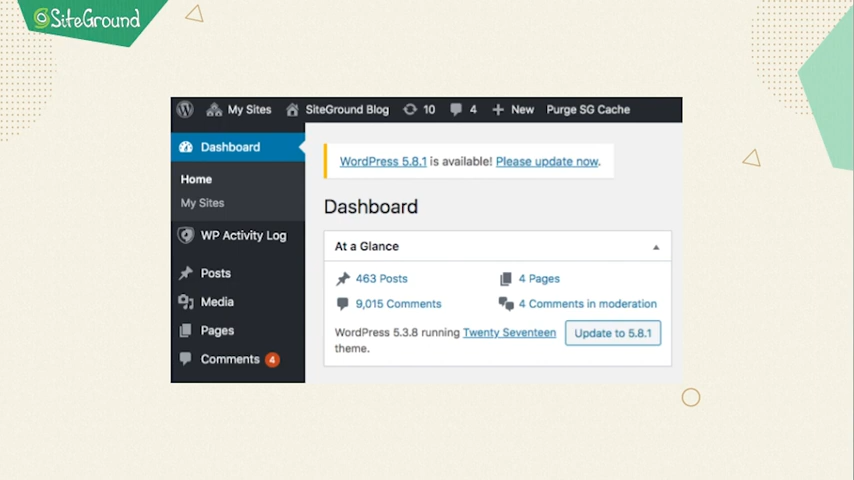 SiteGround
My Sites SiteGround Blog 10 4 New Purge SG Cache
Dashboard
Home
My Sites
WP Activity Log
Posts
Media
Pages
Comments 4
WordPress 5.8.1 is available! Please update now.
Dashboard
At a Glance
463 Posts 4 Pages
9,015 Comments 4 Comments in moderation
WordPress 5.3.8 running Twenty Seventeen
theme.
Update to 5.8.1